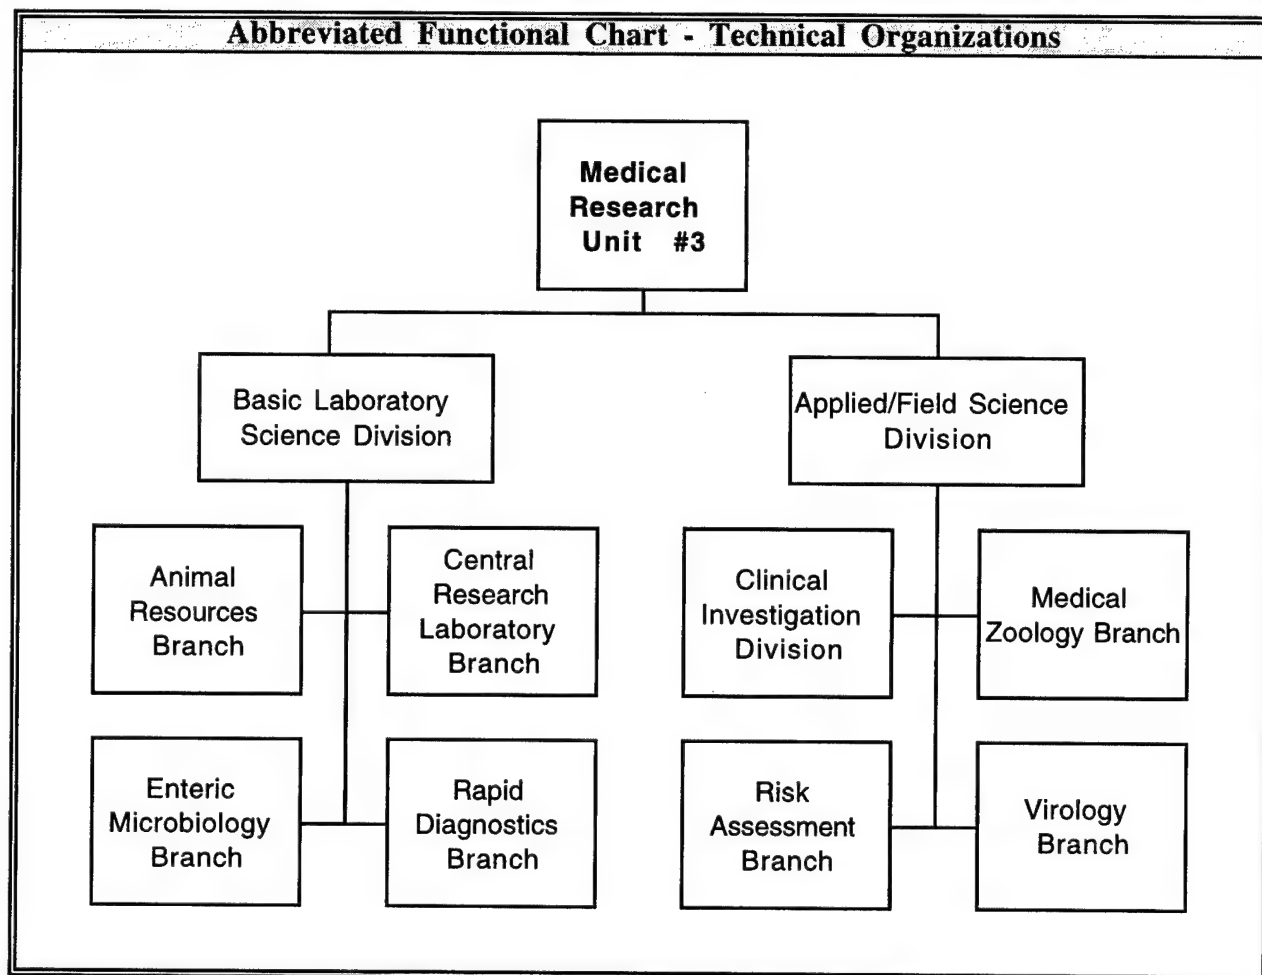 Abbreviated Functional Chart - Technical Organizations
Medical
Research
Unit #3
Basic Laboratory
Science Division
Applied/Field Science
Division
Animal
Resources
Branch
Central
Research
Laboratory
Branch
Clinical
Investigation
Division
Medical
Zoology Branch
Enteric
Microbiology
Branch
Rapid
Diagnostics
Branch
Risk
Assessment
Branch
Virology
Branch